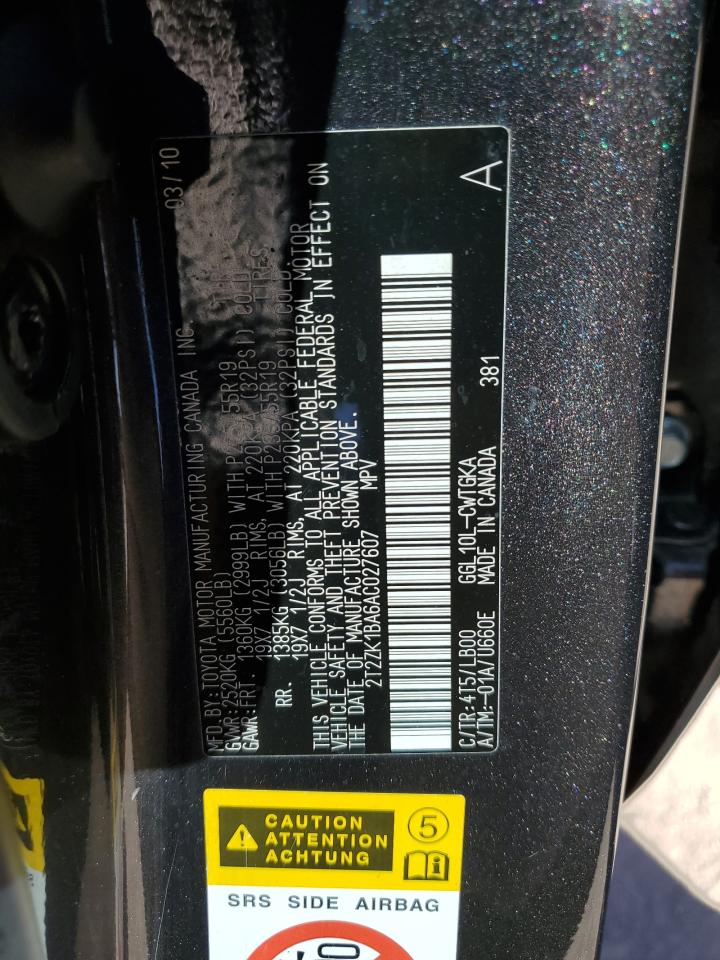 MFD.BY:TOYOTA MOTOR MANUFACTURING CANADA INC. 03/10
GVWR:2520KG (5560LB)
GAWR:FRT. 1360KG (2999LB) WITH 55R19
19X7 1/2J RIMS, AT 220KPA (32PSI) COLD
RR. 1385KG (3056LB) WITH P235/55R19 TIRES,
19X7 1/2J RIMS, AT 220KPA (32PSI) COLD.
THIS VEHICLE CONFORMS TO ALL APPLICABLE FEDERAL MOTOR
VEHICLE SAFETY AND THEFT PREVENTION STANDARDS IN EFFECT ON
THE DATE OF MANUFACTURE SHOWN ABOVE.
2T2ZK1BA6AC027607 MPV
A
C/TR:4T57LB00 GGL10L-CWTGKA 381
A/TM:-01A/U660E MADE IN CANADA
CAUTION
ATTENTION
ACHTUNG
5
SRS SIDE AIRBAG